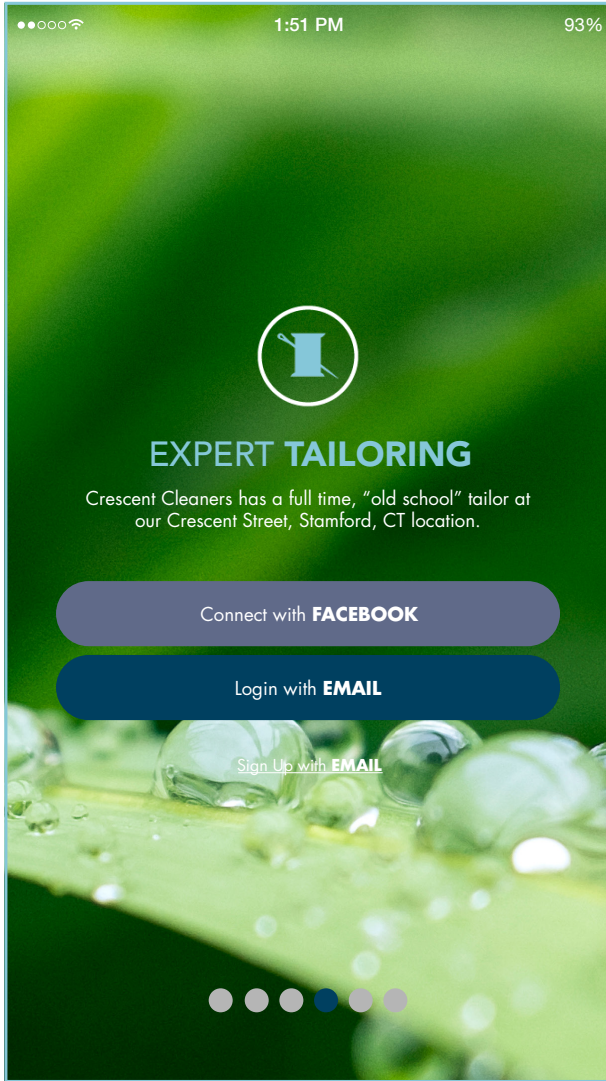 1:51 PM
93%
EXPERT TAILORING
Crescent Cleaners has a full time, “old school” tailor at
our Crescent Street, Stamford, CT location.
Connect with FACEBOOK
Login with EMAIL
Sign Up with EMAIL